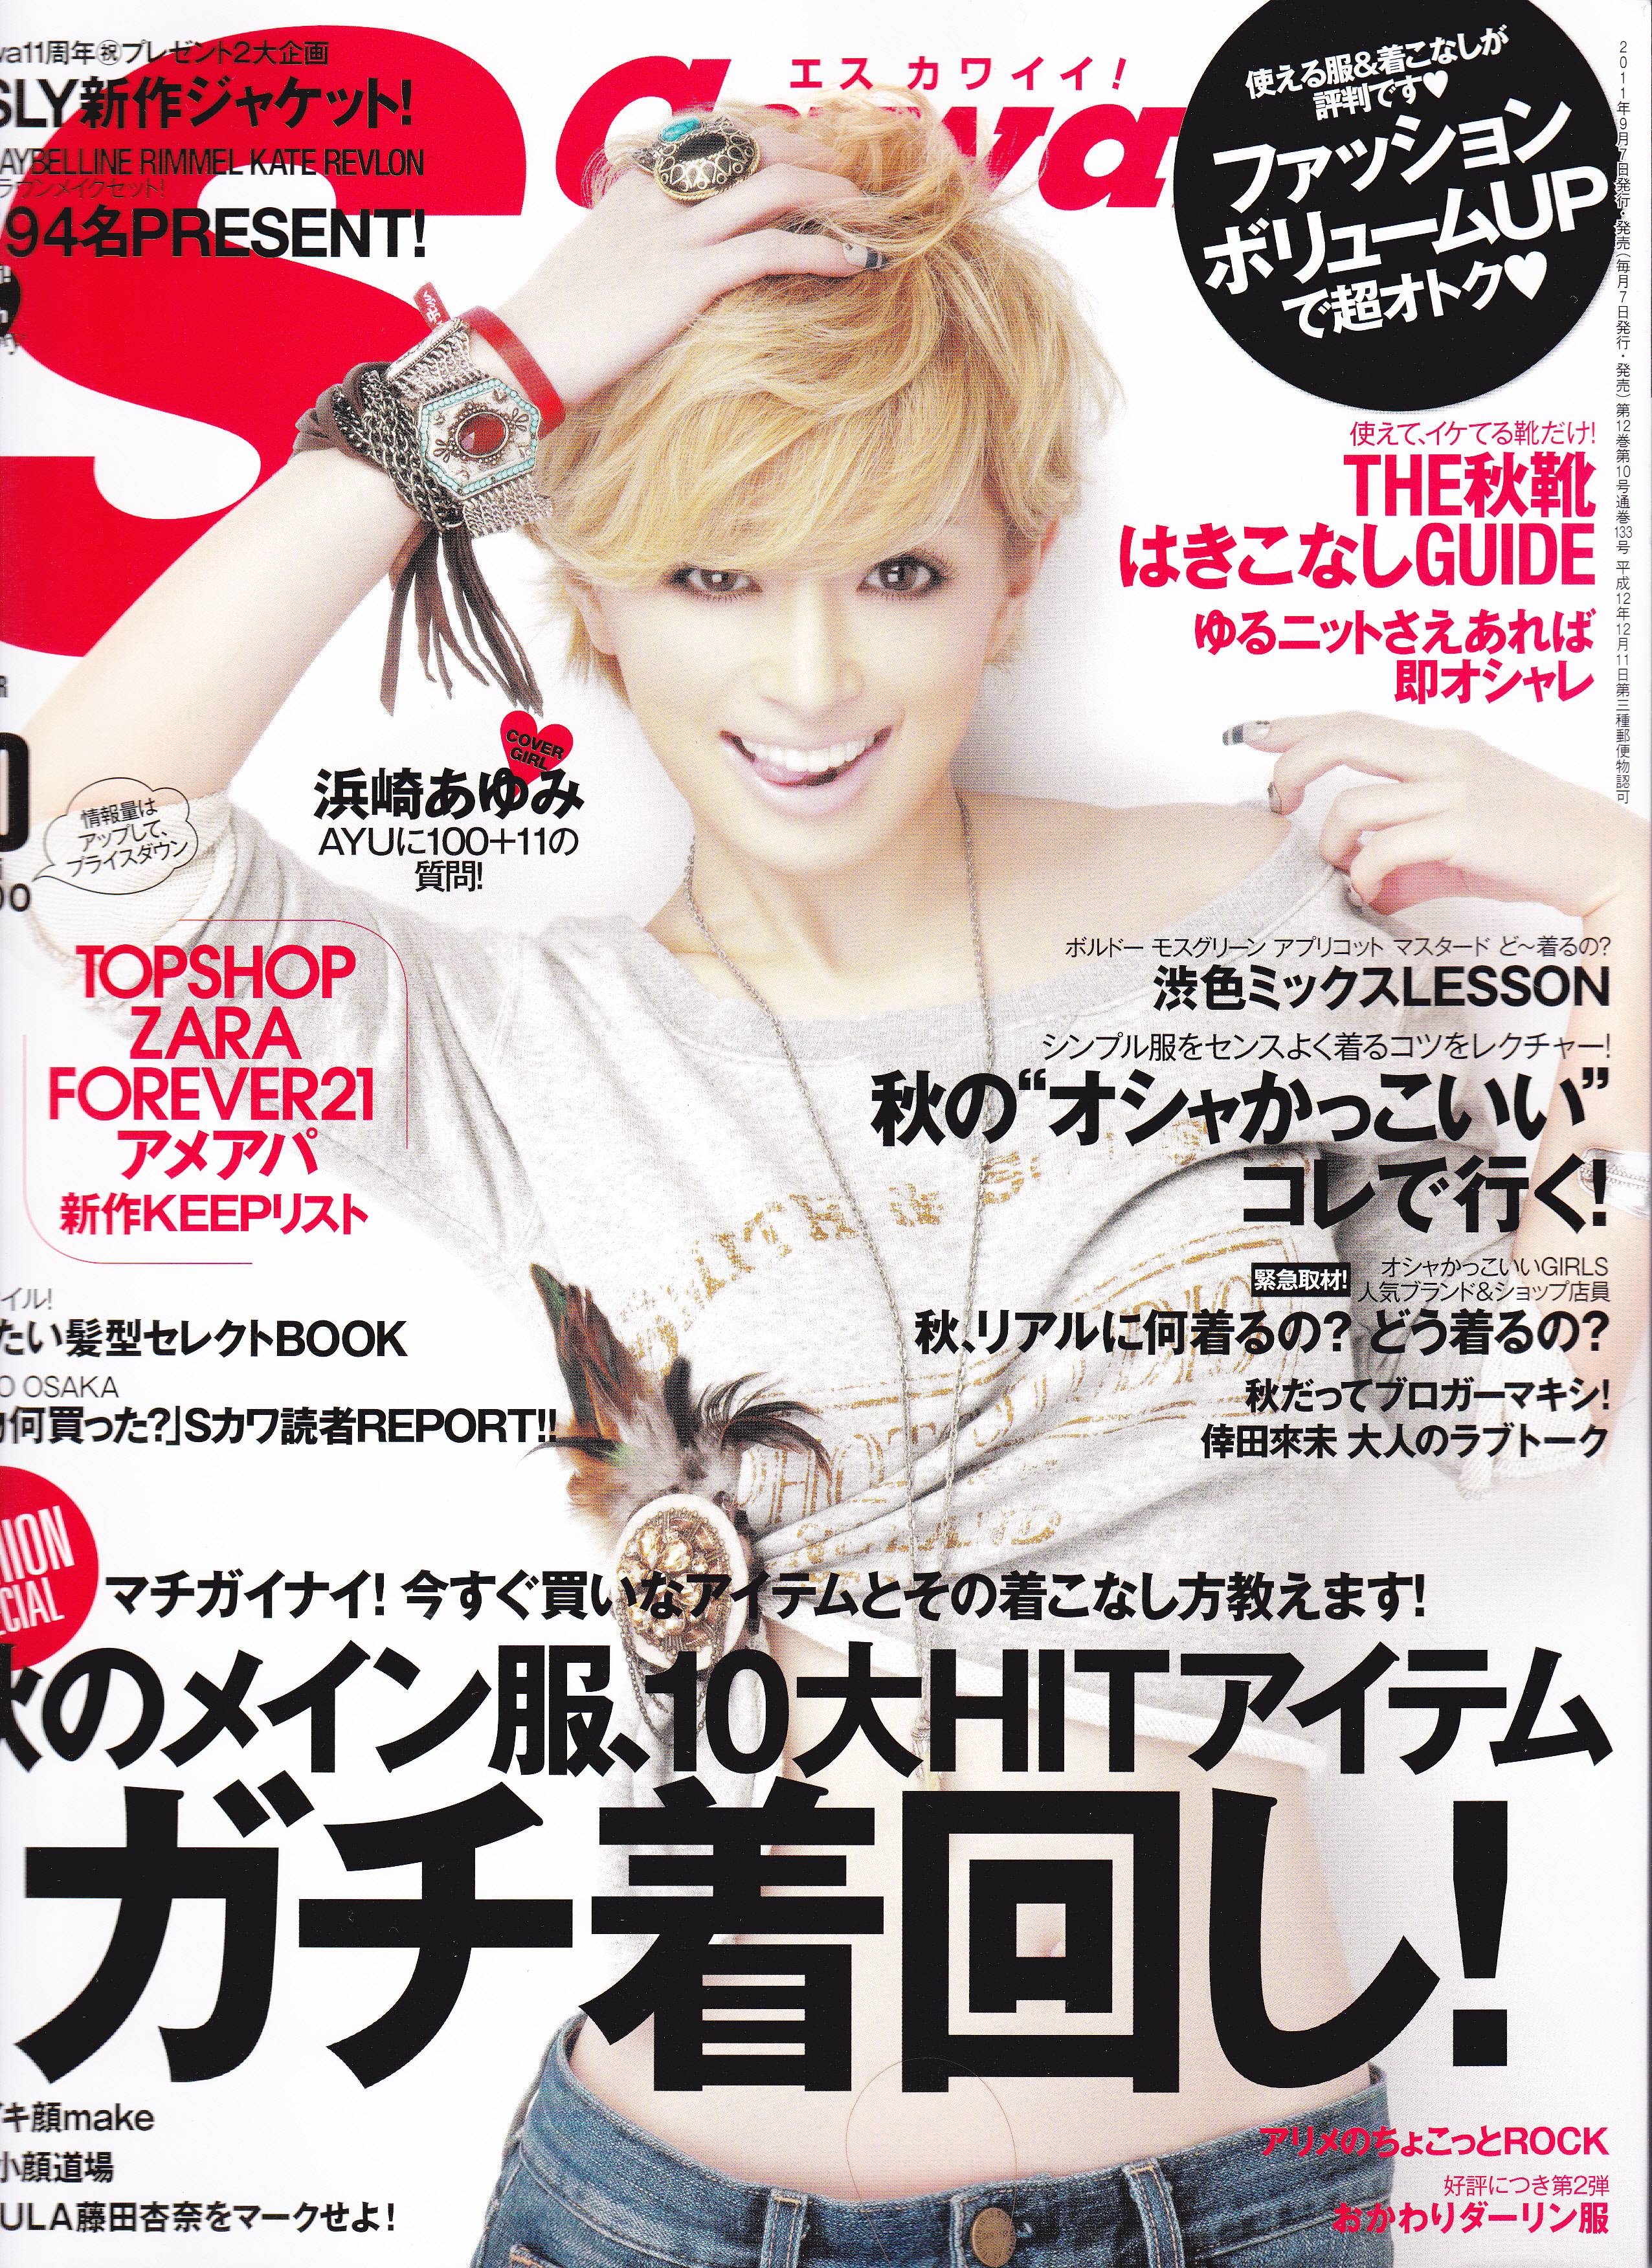 va11周年㊗プレゼント2大企画
SLY新作ジャケット!
AYBELLINE RIMMEL KATE REVLON
ラウンメイクセット!
94名PRESENT!
エス カワイイ!
S
使える服&着こなしが
評判です♥
ファッション
ボリュームUP
で超オトク♥
2011年9月7日発行・発売(毎月7日発行・発売)第12巻第10号通巻133号 平成12年12月11日第三種郵便物認可
使えて、イケてる靴だけ!
THE秋靴
はきこなしGUIDE
ゆるニットさえあれば
即オシャレ
COVER
GIRL
浜崎あゆみ
AYUに100+11の
質問!
情報量は
アップして、
プライスダウン
TOPSHOP
ZARA
FOREVER21
アメアパ
新作KEEPリスト
ボルドー モスグリーン アプリコット マスタード ど〜着るの?
渋色ミックスLESSON
シンプル服をセンスよく着るコツをレクチャー!
秋の“オシャかっこいい”
コレで行く!
緊急取材!
オシャかっこいいGIRLS
人気ブランド&ショップ店員
秋、リアルに何着るの? どう着るの?
秋だってブロガーマキシ!
倖田來未 大人のラブトーク
イル!
たい髪型セレクトBOOK
O OSAKA
何買った?」Sカワ読者REPORT!!
HION
ECIAL
マチガイナイ! 今すぐ買いなアイテムとその着こなし方教えます!
秋のメイン服、10大HITアイテム
ガチ着回し!
キ顔make
小顔道場
ULA藤田杏奈をマークせよ!
アリメのちょこっとROCK
好評につき第2弾
おかわりダーリン服